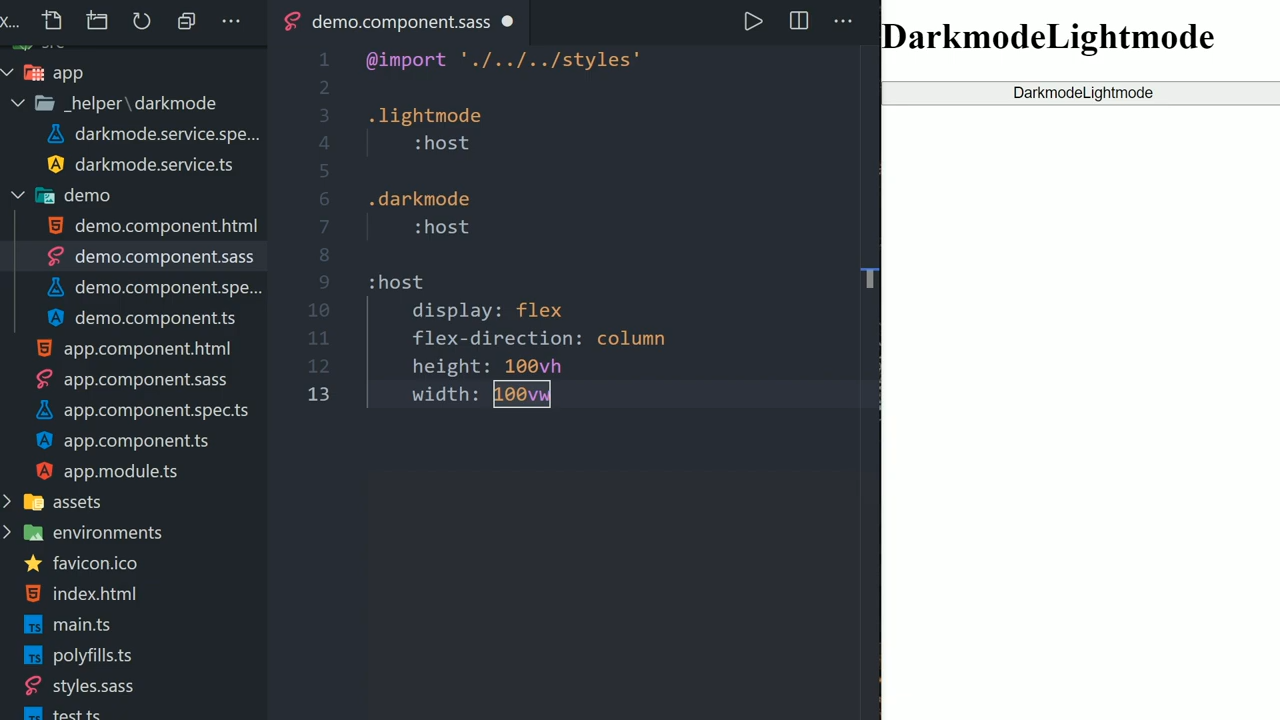 X...
src
app
_helper\darkmode
darkmode.service.spe...
darkmode.service.ts
demo
demo.component.html
demo.component.sass
demo.component.spe...
demo.component.ts
app.component.html
app.component.sass
app.component.spec.ts
app.component.ts
app.module.ts
assets
environments
favicon.ico
index.html
main.ts
polyfills.ts
styles.sass
test.ts
demo.component.sass
1 @import './../../styles'
2
3 .lightmode
4 :host
5
6 .darkmode
7 :host
8
9 :host
10 display: flex
11 flex-direction: column
12 height: 100vh
13 width: 100vw
DarkmodeLightmode
DarkmodeLightmode